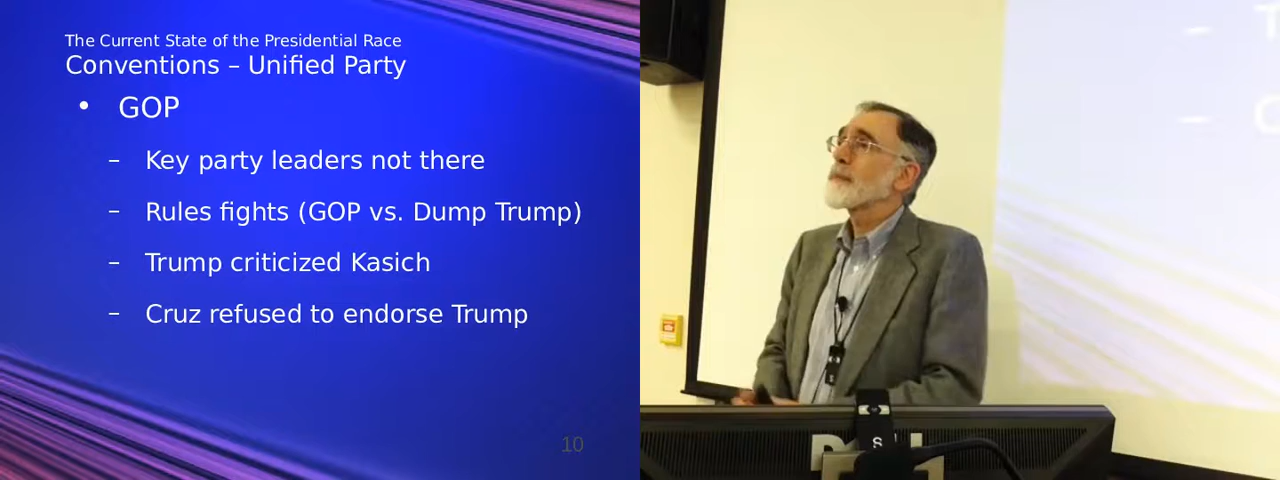 The Current State of the Presidential Race
Conventions – Unified Party
• GOP
– Key party leaders not there
– Rules fights (GOP vs. Dump Trump)
– Trump criticized Kasich
– Cruz refused to endorse Trump
10